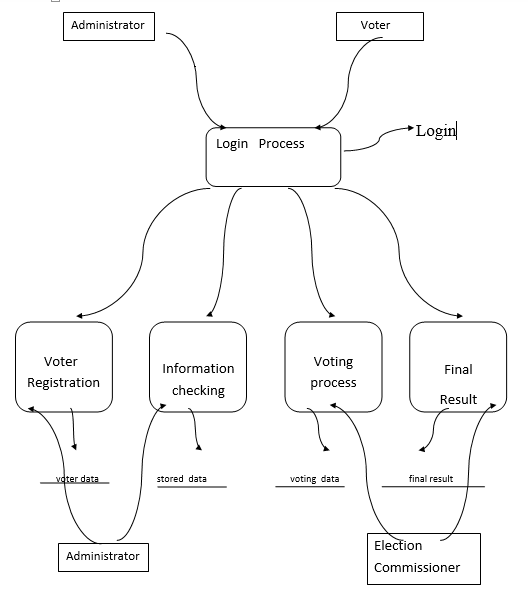 Administrator
Voter
Login Process
Login
Voter
Registration
Information
checking
Voting
process
Final
Result
voter data
stored data
voting data
final result
Administrator
Election
Commissioner